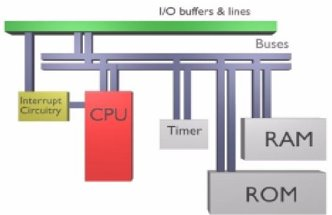 I/O buffers & lines
Buses
Interrupt
Circuitry
CPU
Timer
RAM
ROM